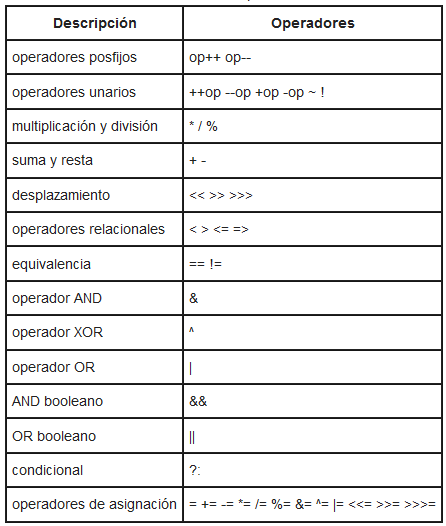 Descripción Operadores
operadores posfijos op++ op--
operadores unarios ++op --op +op -op ~ !
multiplicación y división * / %
suma y resta + -
desplazamiento << >> >>>
operadores relacionales < > <= =>
equivalencia == !=
operador AND &
operador XOR ^
operador OR |
AND booleano &&
OR booleano ||
condicional ?:
operadores de asignación = += -= *= /= %= &= ^= |= <<= >>= >>>=